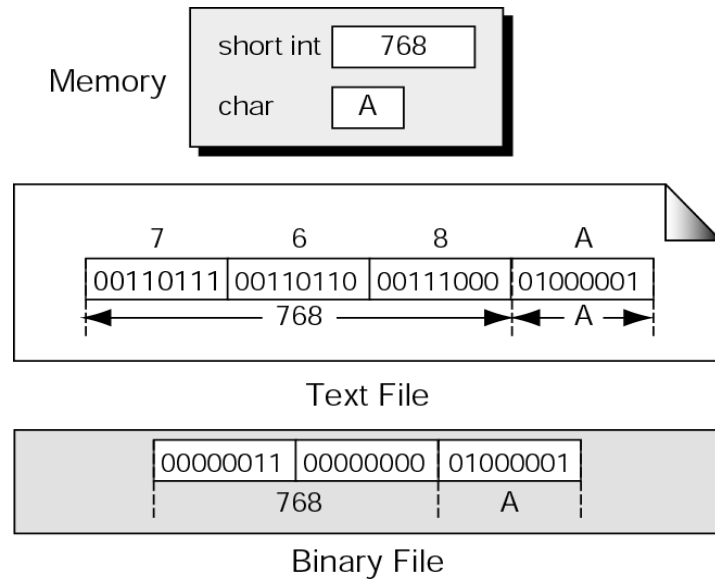 Memory
short int 768
char A
7 6 8 A
00110111 00110110 00111000 01000001
768 A
Text File
00000011 00000000 01000001
768 A
Binary File